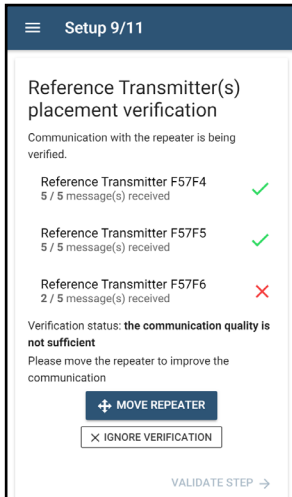 Setup 9/11
Reference Transmitter(s)
placement verification
Communication with the repeater is being
verified.
Reference Transmitter F57F4
5 / 5 message(s) received
Reference Transmitter F57F5
5 / 5 message(s) received
Reference Transmitter F57F6
2 / 5 message(s) received
Verification status: the communication quality is
not sufficient
Please move the repeater to improve the
communication
MOVE REPEATER
IGNORE VERIFICATION
VALIDATE STEP